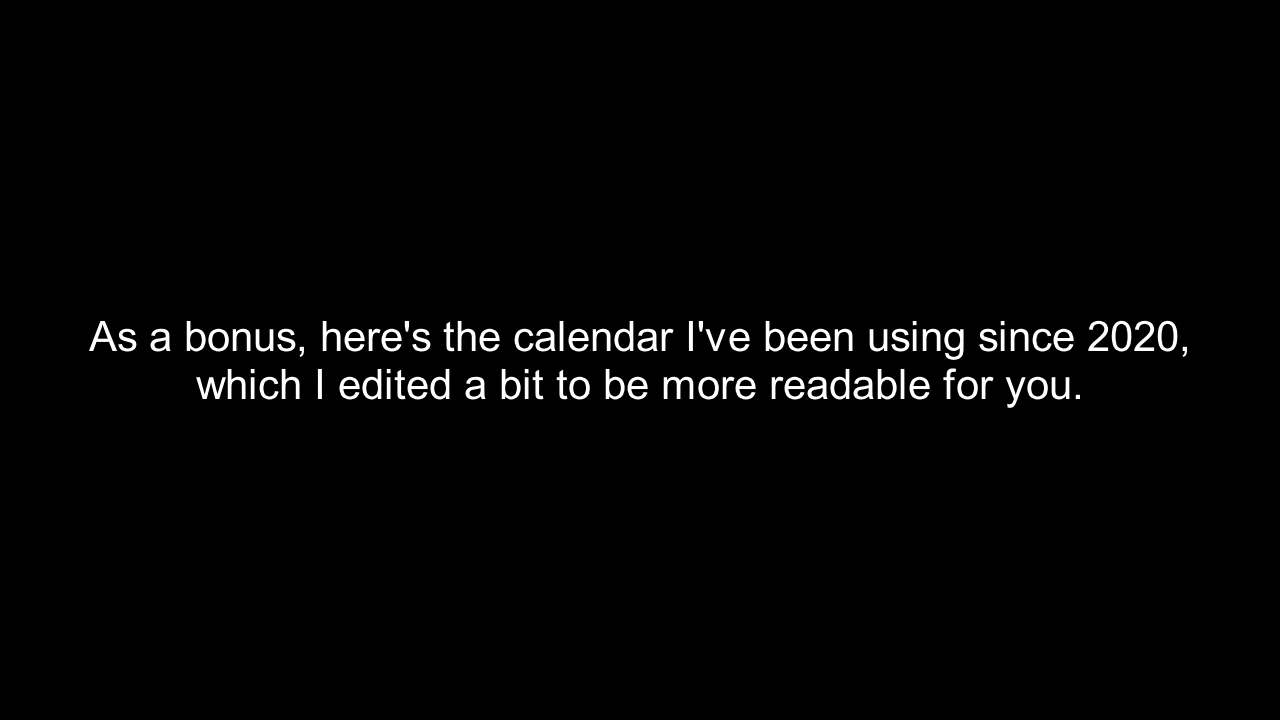 As a bonus, here's the calendar I've been using since 2020,
which I edited a bit to be more readable for you.